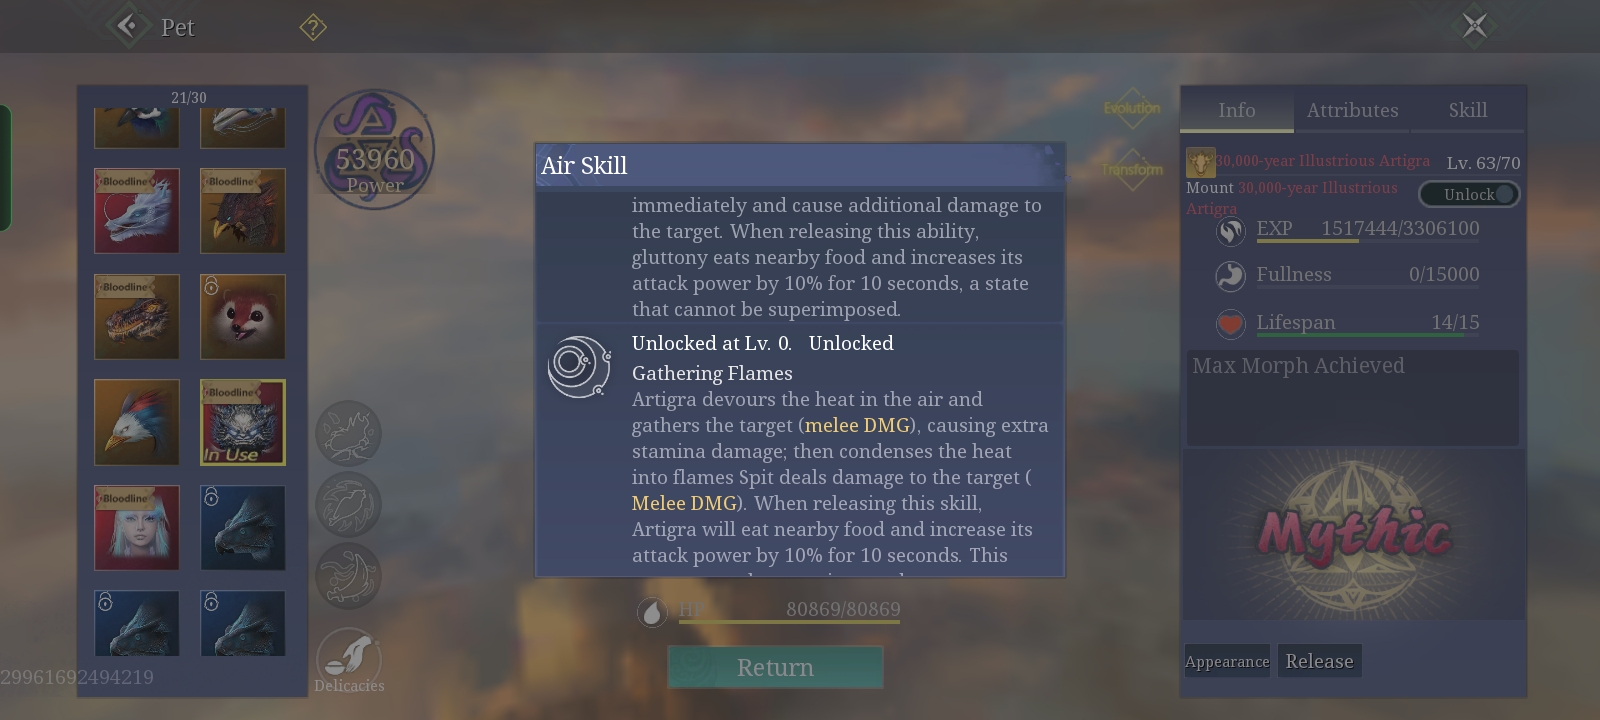 Pet
?
21/30
Bloodline
Bloodline
Bloodline
Bloodline
In Use
Bloodline
29961692494219
53960
Power
Delicacies
Air Skill
immediately and cause additional damage to
the target. When releasing this ability,
gluttony eats nearby food and increases its
attack power by 10% for 10 seconds, a state
that cannot be superimposed.
Unlocked at Lv. 0. Unlocked
Gathering Flames
Artigra devours the heat in the air and
gathers the target (melee DMG), causing extra
stamina damage; then condenses the heat
into flames Spit deals damage to the target (
Melee DMG). When releasing this skill,
Artigra will eat nearby food and increase its
attack power by 10% for 10 seconds. This
HP 80869/80869
Return
Evolution
Transform
Info Attributes Skill
30,000-year Illustrious Artigra Lv. 63/70
Mount 30,000-year Illustrious
Artigra
Unlock
EXP 1517444/3306100
Fullness 0/15000
Lifespan 14/15
Max Morph Achieved
Mythic
Appearance Release